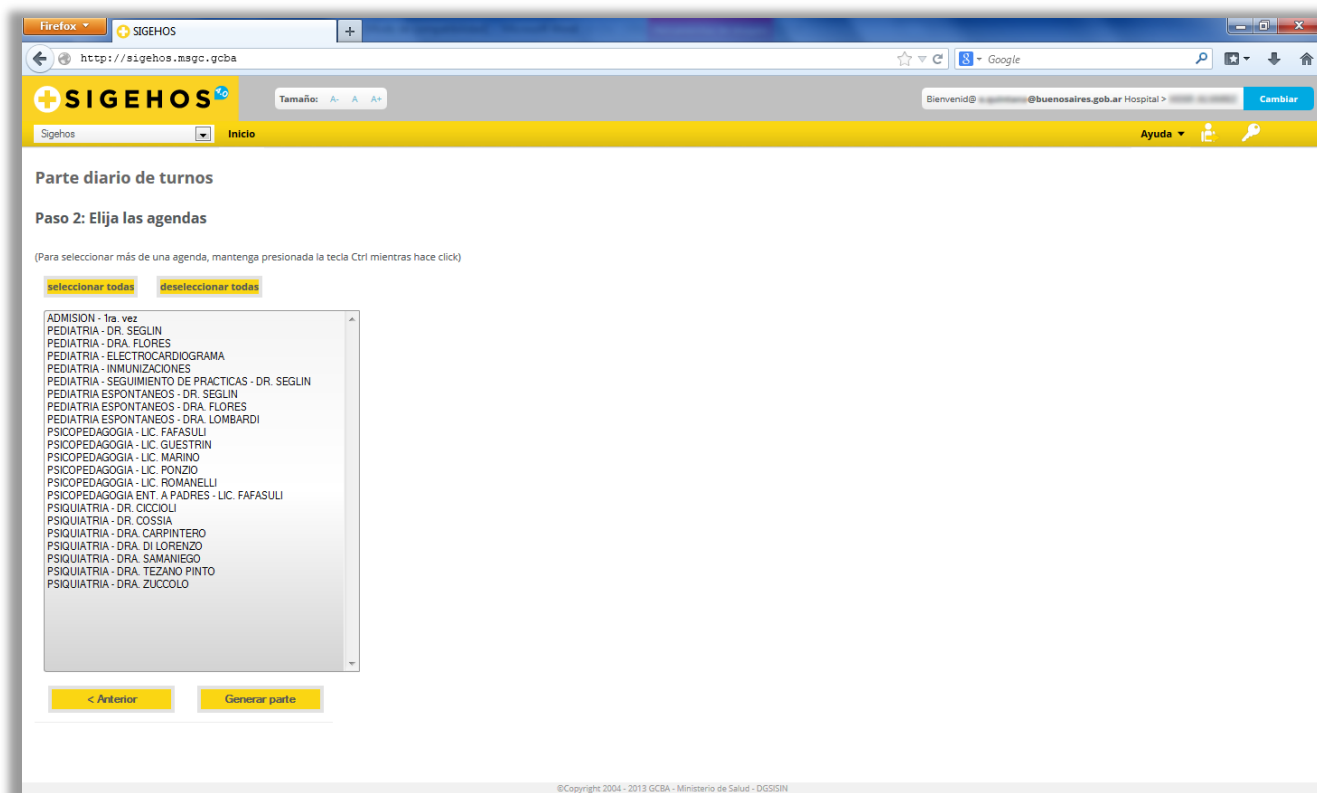 Firefox
SIGEHOS
http://sigehos.msgc.gcba
Google
SIGEHOS
Tamaño: A- A A+
Bienvenid@ @buenosaires.gob.ar Hospital >
Cambiar
Sigehos
Inicio
Ayuda
Parte diario de turnos
Paso 2: Elija las agendas
(Para seleccionar más de una agenda, mantenga presionada la tecla Ctrl mientras hace click)
seleccionar todas deseleccionar todas
ADMISION - 1ra. vez
PEDIATRIA - DR. SEGLIN
PEDIATRIA - DRA. FLORES
PEDIATRIA - ELECTROCARDIOGRAMA
PEDIATRIA - INMUNIZACIONES
PEDIATRIA - SEGUIMIENTO DE PRACTICAS - DR. SEGLIN
PEDIATRIA ESPONTANEOS - DR. SEGLIN
PEDIATRIA ESPONTANEOS - DRA. FLORES
PEDIATRIA ESPONTANEOS - DRA. LOMBARDI
PSICOPEDAGOGIA - LIC. FAFASULI
PSICOPEDAGOGIA - LIC. GUESTRIN
PSICOPEDAGOGIA - LIC. MARINO
PSICOPEDAGOGIA - LIC. PONZIO
PSICOPEDAGOGIA - LIC. ROMANELLI
PSICOPEDAGOGIA ENT. A PADRES - LIC. FAFASULI
PSIQUIATRIA - DR. CICCIOLI
PSIQUIATRIA - DR. COSSIA
PSIQUIATRIA - DRA. CARPINTERO
PSIQUIATRIA - DRA. DI LORENZO
PSIQUIATRIA - DRA. SAMANIEGO
PSIQUIATRIA - DRA. TEZANO PINTO
PSIQUIATRIA - DRA. ZUCCOLO
< Anterior Generar parte
©Copyright 2004 - 2013 GCBA - Ministerio de Salud - DGSISIN